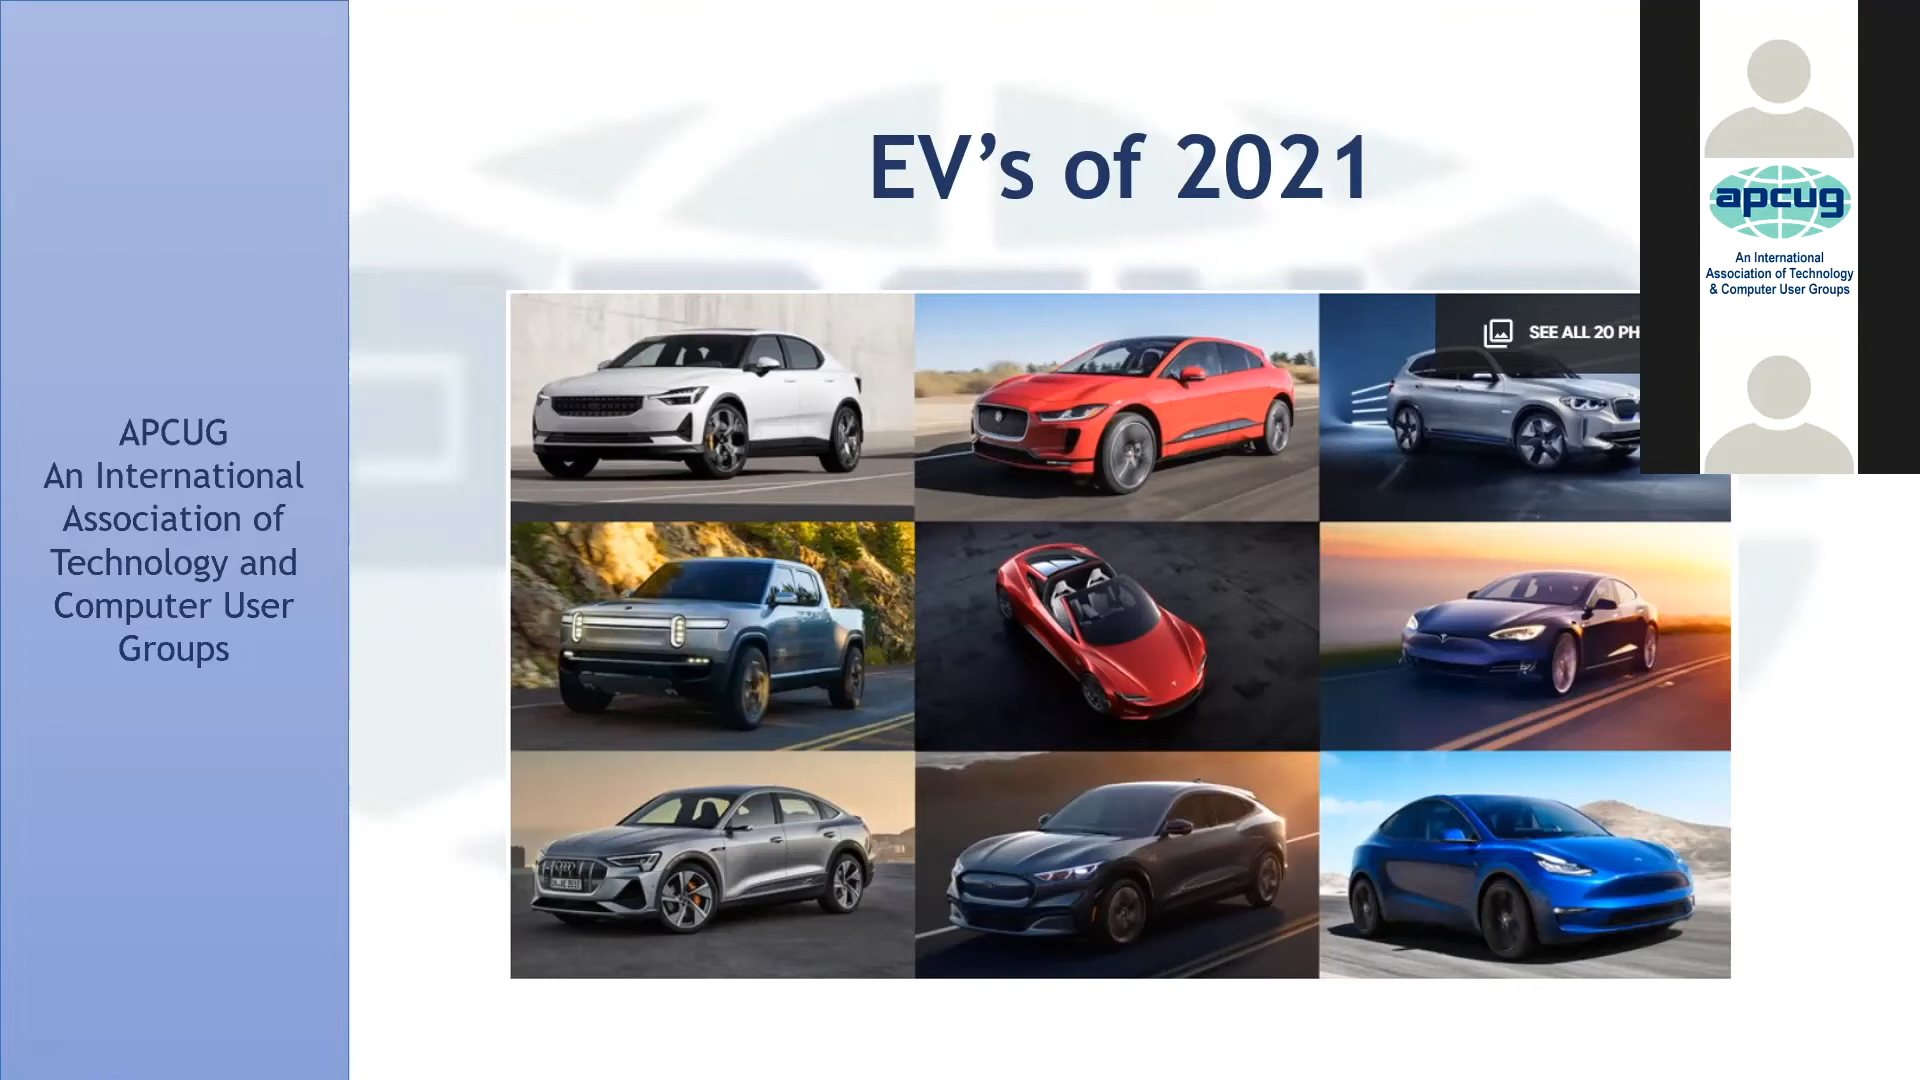 EV’s of 2021
APCUG
An International
Association of
Technology and
Computer User
Groups
SEE ALL 20 PH
apcug
An International
Association of Technology
& Computer User Groups